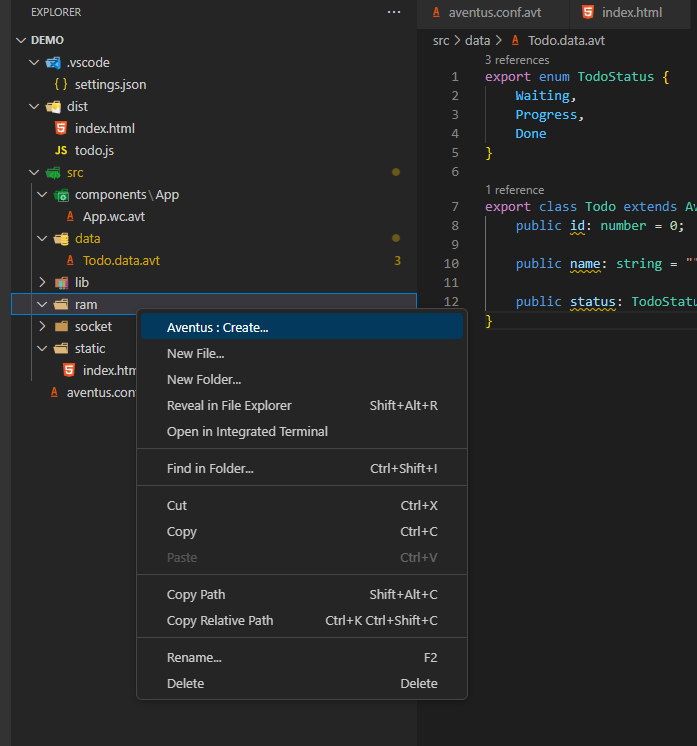 EXPLORER
···
DEMO
.vscode
{ } settings.json
dist
index.html
JS todo.js
src
components\App
App.wc.avt
data
Todo.data.avt 3
lib
ram
socket
static
index.htm
aventus.con
Aventus : Create...
New File...
New Folder...
Reveal in File Explorer Shift+Alt+R
Open in Integrated Terminal
Find in Folder... Ctrl+Shift+I
Cut Ctrl+X
Copy Ctrl+C
Paste Ctrl+V
Copy Path Shift+Alt+C
Copy Relative Path Ctrl+K Ctrl+Shift+C
Rename... F2
Delete Delete
aventus.conf.avt index.html
src > data > Todo.data.avt
3 references
1 export enum TodoStatus {
2 Waiting,
3 Progress,
4 Done
5 }
6
1 reference
7 export class Todo extends Av
8 public id: number = 0;
9
10 public name: string = ""
11
12 public status: TodoStatu
}